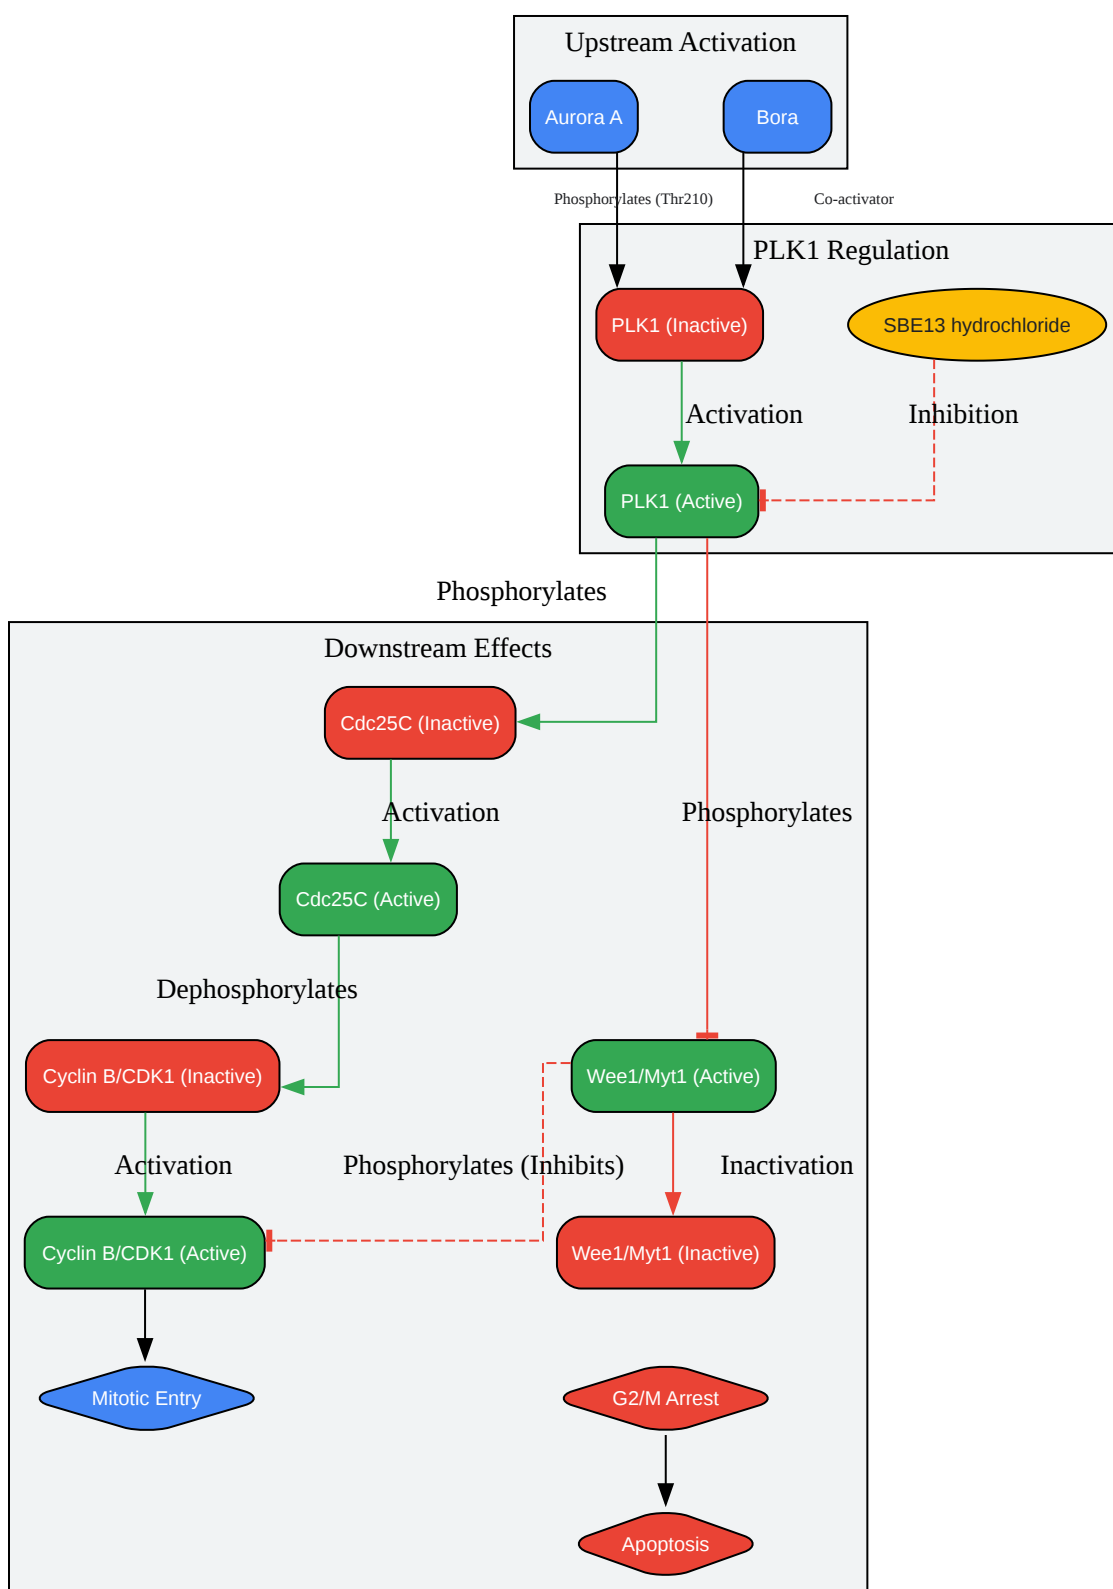 Upstream Activation
Aurora A
Bora
Phosphorylates (Thr210)
Co-activator
PLK1 Regulation
PLK1 (Inactive)
SBE13 hydrochloride
Activation
Inhibition
PLK1 (Active)
Phosphorylates
Downstream Effects
Cdc25C (Inactive)
Activation
Phosphorylates
Cdc25C (Active)
Dephosphorylates
Cyclin B/CDK1 (Inactive)
Wee1/Myt1 (Active)
Activation
Phosphorylates (Inhibits)
Inactivation
Cyclin B/CDK1 (Active)
Wee1/Myt1 (Inactive)
Mitotic Entry
G2/M Arrest
Apoptosis